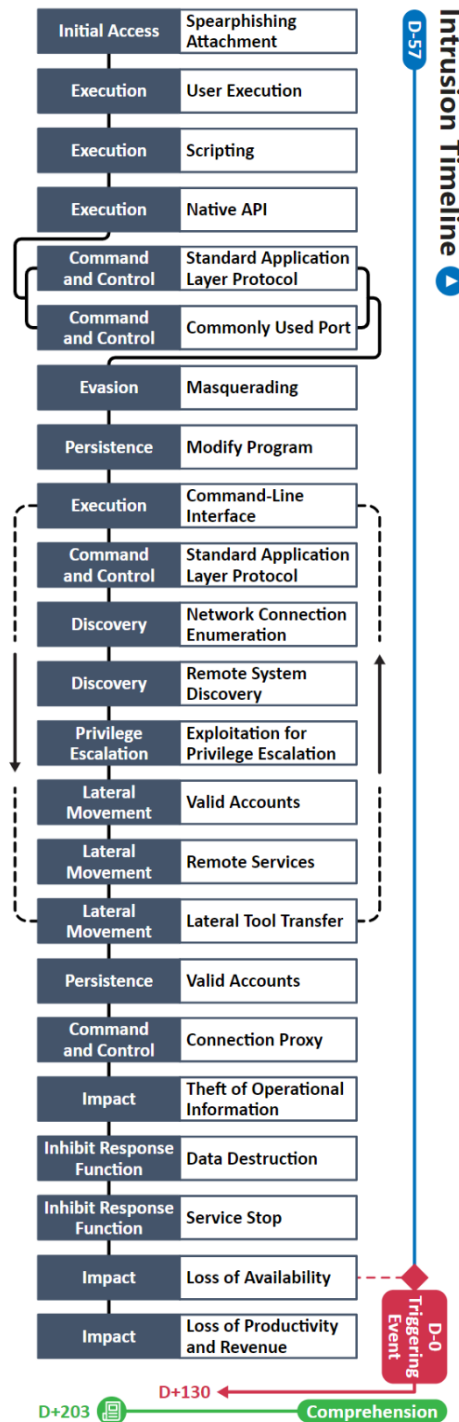 Intrusion Timeline
D-57
Initial Access
Spearphishing
Attachment
Execution
User Execution
Execution
Scripting
Execution
Native API
Command
and Control
Standard Application
Layer Protocol
Command
and Control
Commonly Used Port
Evasion
Masquerading
Persistence
Modify Program
Execution
Command-Line
Interface
Command
and Control
Standard Application
Layer Protocol
Discovery
Network Connection
Enumeration
Discovery
Remote System
Discovery
Privilege
Escalation
Exploitation for
Privilege Escalation
Lateral
Movement
Valid Accounts
Lateral
Movement
Remote Services
Lateral
Movement
Lateral Tool Transfer
Persistence
Valid Accounts
Command
and Control
Connection Proxy
Impact
Theft of Operational
Information
Inhibit Response
Function
Data Destruction
Inhibit Response
Function
Service Stop
Impact
Loss of Availability
Impact
Loss of Productivity
and Revenue
D-0
Triggering
Event
D+130
D+203
Comprehension